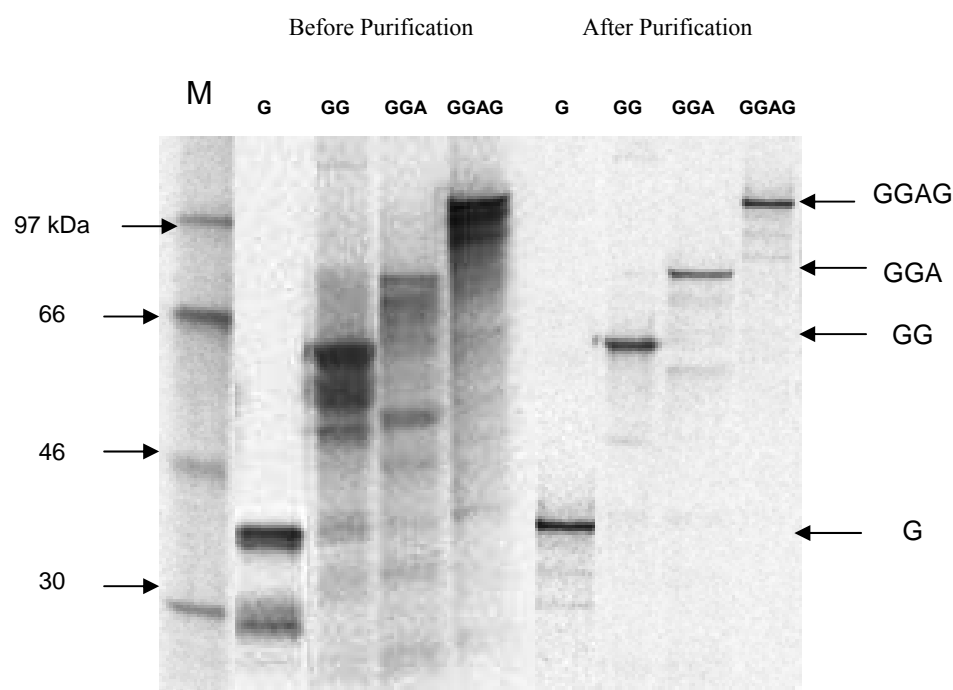 Before Purification After Purification
M G GG GGA GGAG G GG GGA GGAG
GGAG
97 kDa
GGA
66
GG
46
G
30